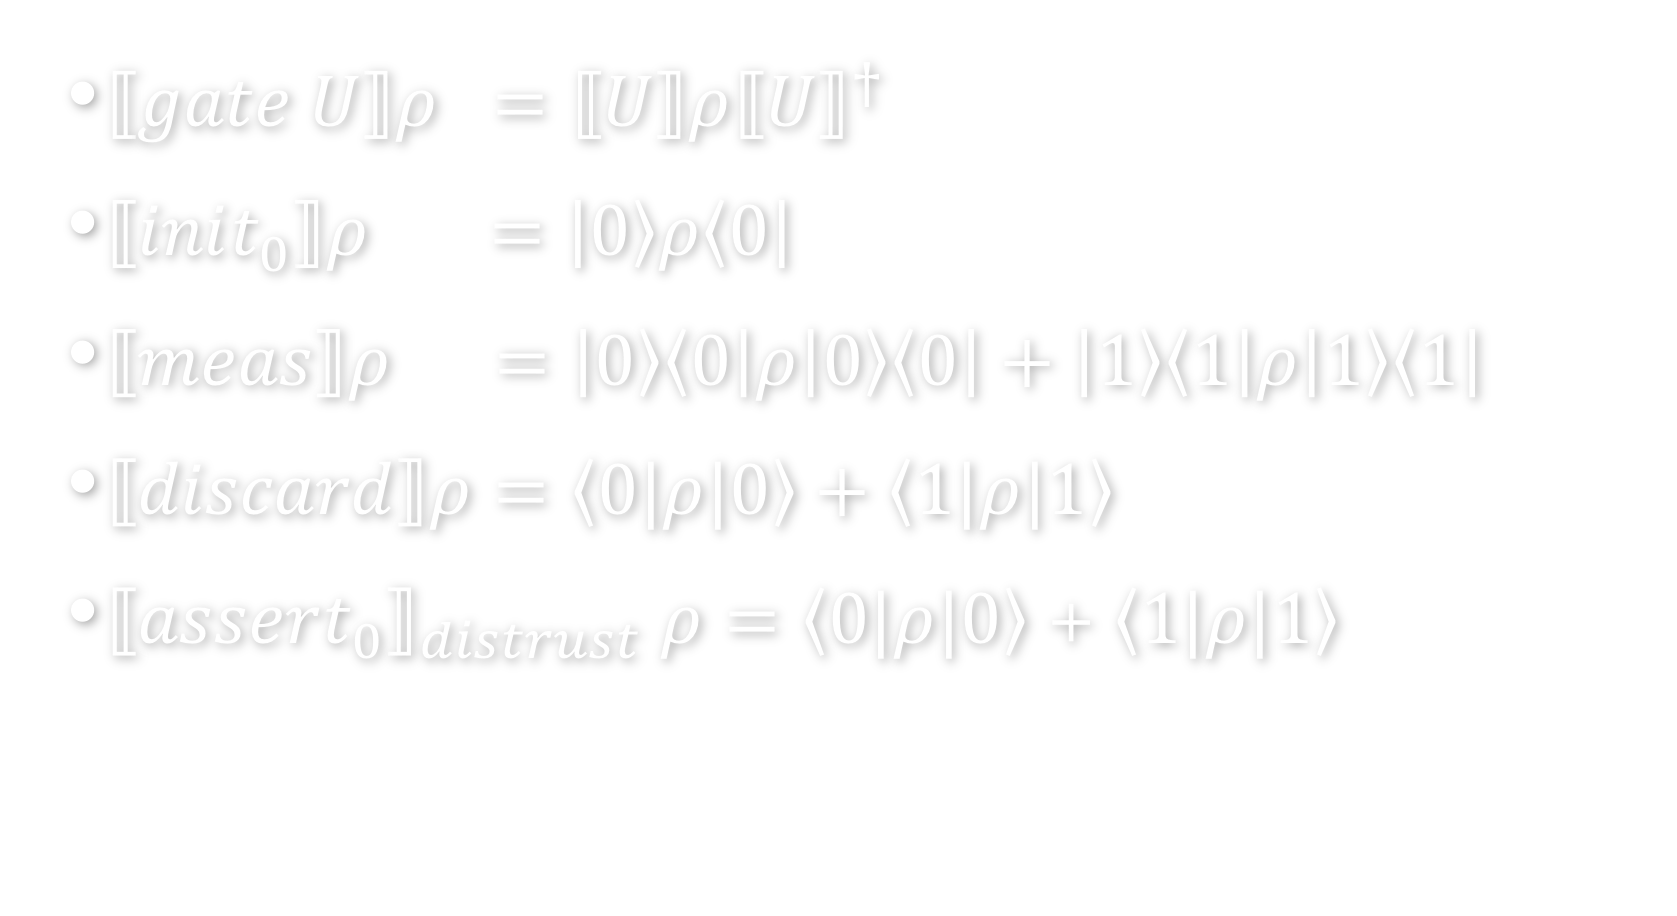 • ⟦gate U⟧ρ = ⟦U⟧ρ⟦U⟧†
• ⟦init₀⟧ρ = |0⟩ρ⟨0|
• ⟦meas⟧ρ = |0⟩⟨0|ρ|0⟩⟨0| + |1⟩⟨1|ρ|1⟩⟨1|
• ⟦discard⟧ρ = ⟨0|ρ|0⟩ + ⟨1|ρ|1⟩
• ⟦assert₀⟧distrust ρ = ⟨0|ρ|0⟩ + ⟨1|ρ|1⟩